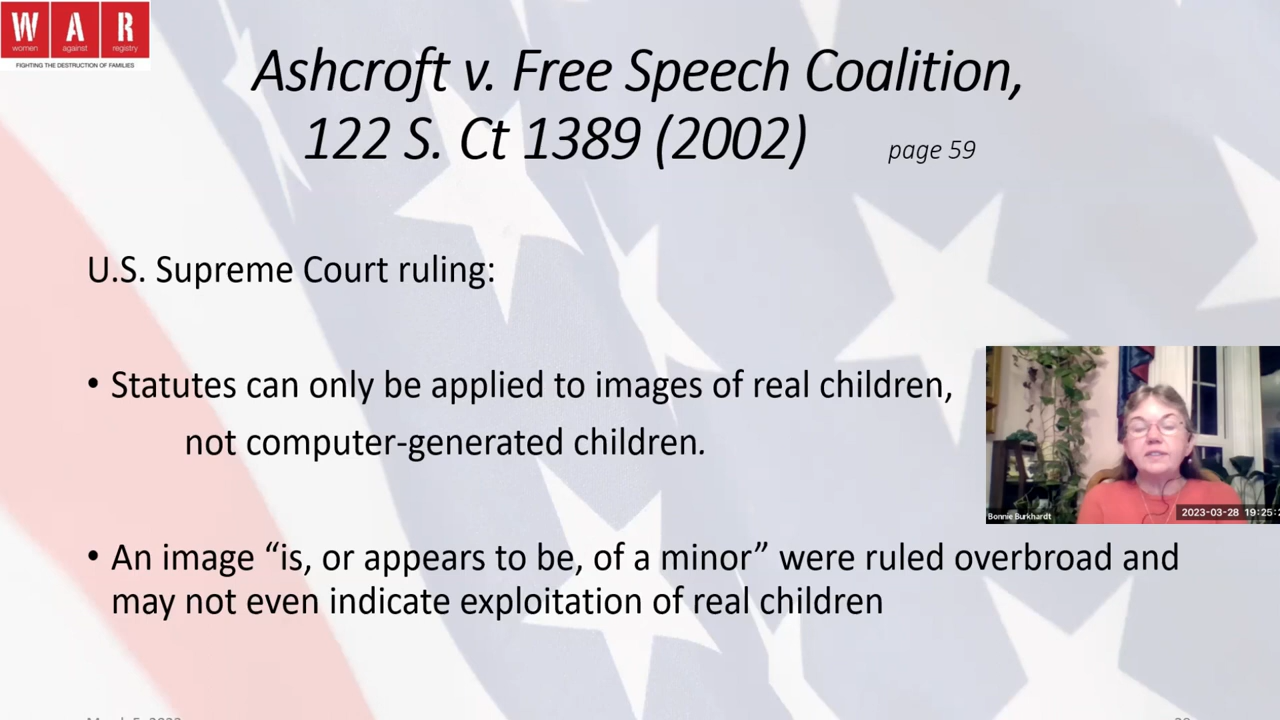 W A R
women against registry
FIGHTING THE DESTRUCTION OF FAMILIES
Ashcroft v. Free Speech Coalition,
122 S. Ct 1389 (2002) page 59
U.S. Supreme Court ruling:
• Statutes can only be applied to images of real children,
not computer-generated children.
Bonnie Burkhardt
2023-03-28 19:25:
• An image “is, or appears to be, of a minor” were ruled overbroad and
may not even indicate exploitation of real children